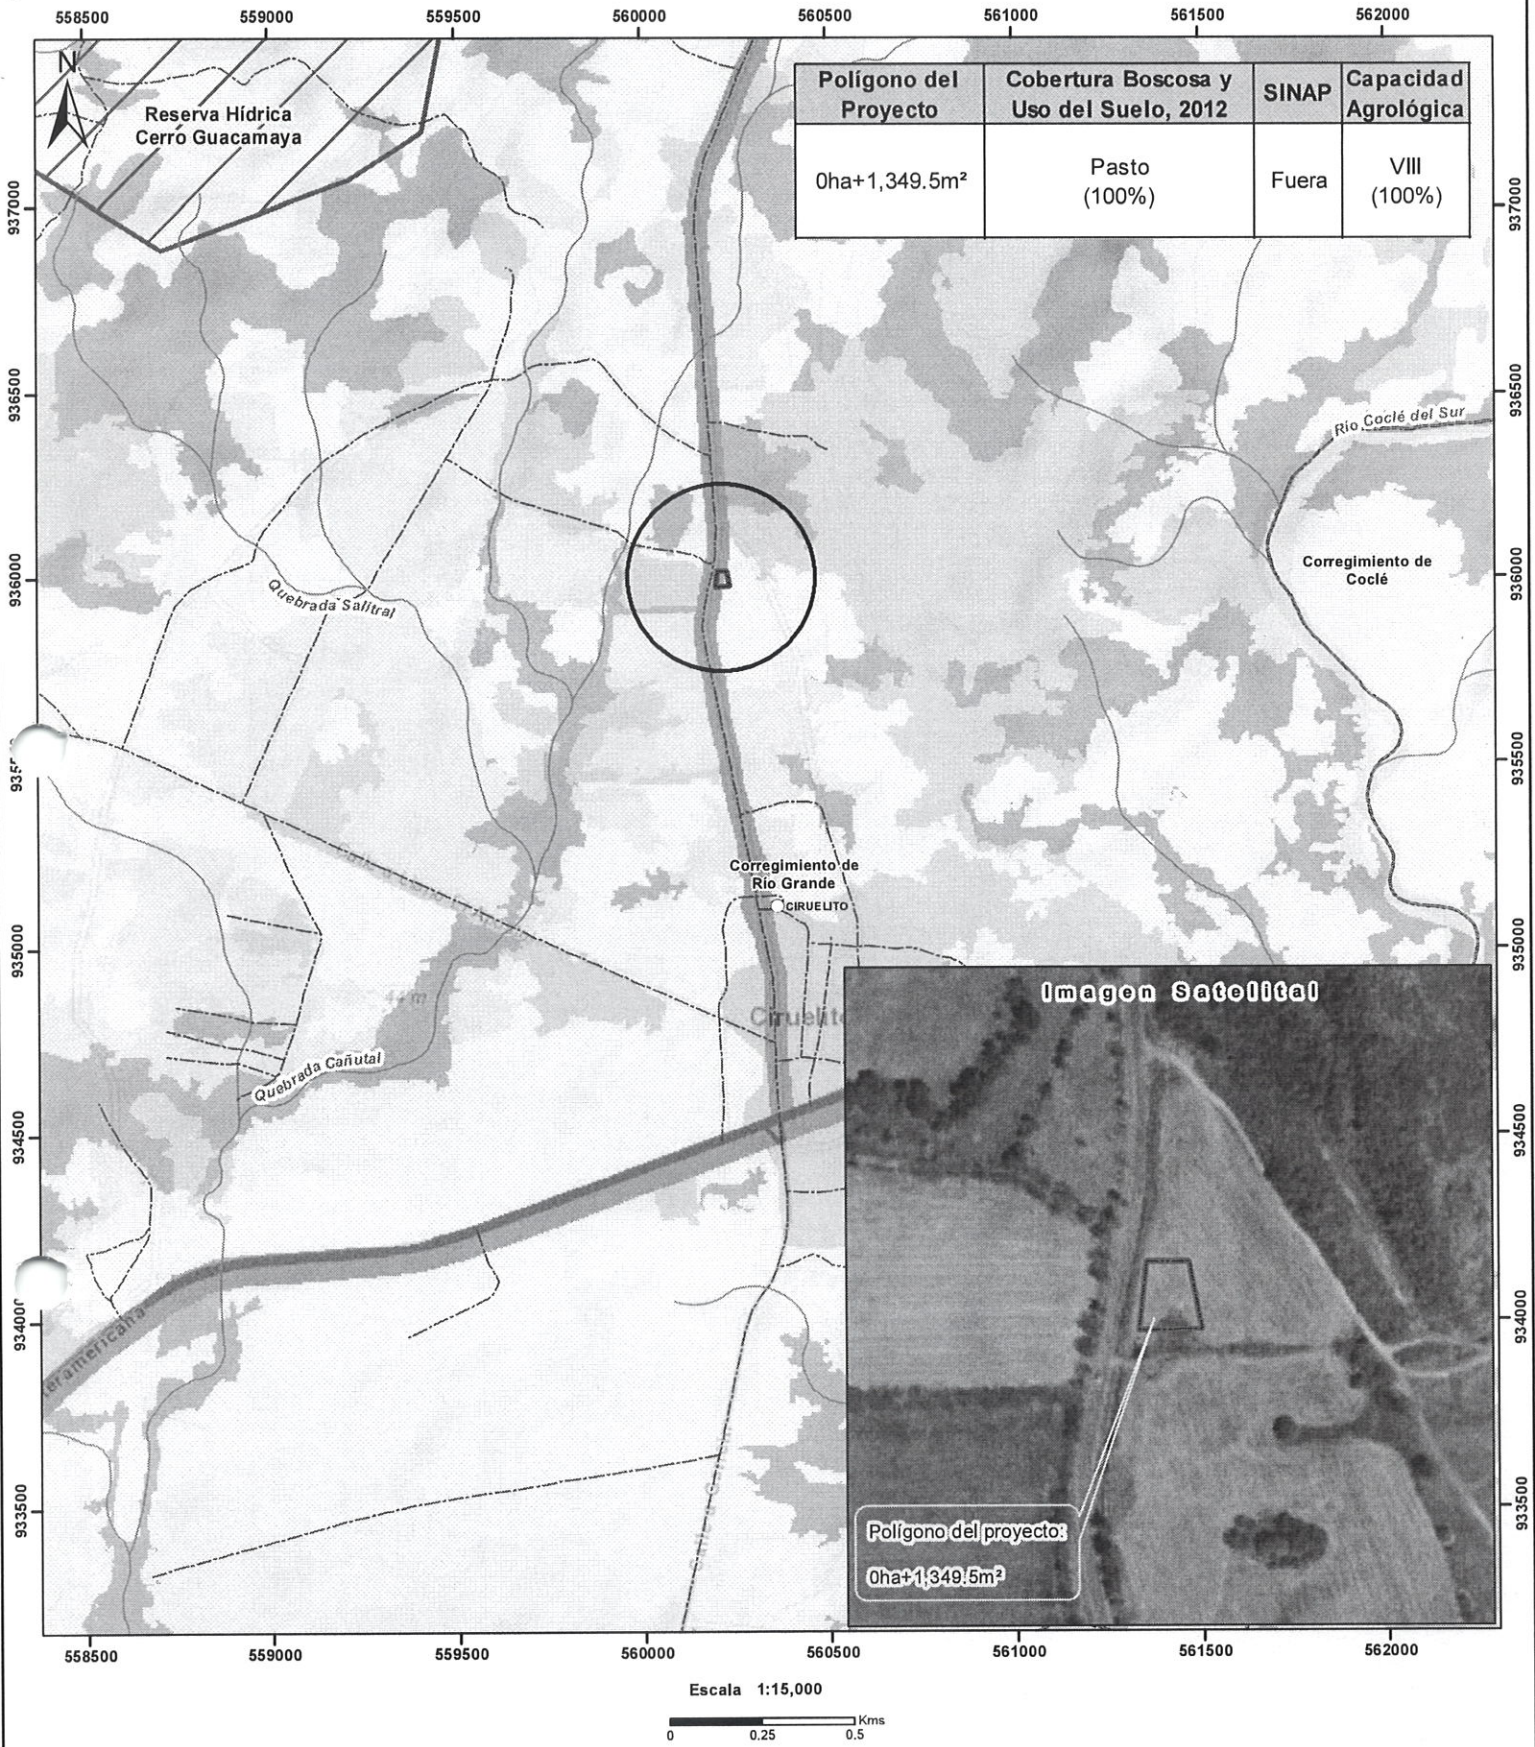 558500 559000 559500 560000 560500 561000 561500 562000
N
Reserva Hídrica
Cerro Guacamaya
Polígono del
Proyecto
Cobertura Boscosa y
Uso del Suelo, 2012
SINAP
Capacidad
Agrológica
0ha+1,349.5m²
Pasto
(100%)
Fuera
VIII
(100%)
937000
937000
936500
936500
Río Coclé del Sur
936000
936000
Corregimiento de
Coclé
Quebrada Salitral
935500
Corregimiento de
Río Grande
CIRUELITO
935000
935000
44m
Ciruelito
Imagen Satelital
Quebrada Cañutal
934500
934500
934000
teramericana
Polígono del proyecto:
0ha+1,349.5m²
933500
933500
558500 559000 559500 560000 560500 561000 561500 562000
Escala 1:15,000
Kms
0 0.25 0.5